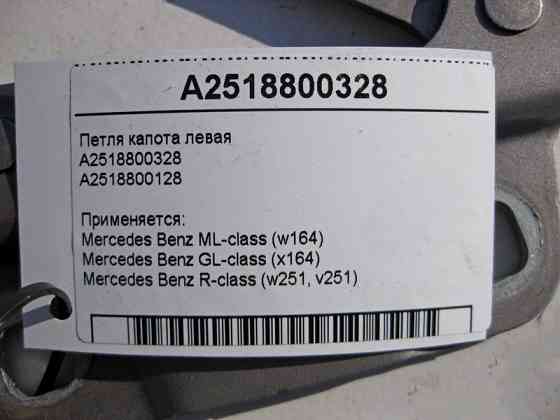 A2518800328
Петля капота левая
A2518800328
A2518800128
Применяется:
Mercedes Benz ML-class (w164)
Mercedes Benz GL-class (x164)
Mercedes Benz R-class (w251, v251)